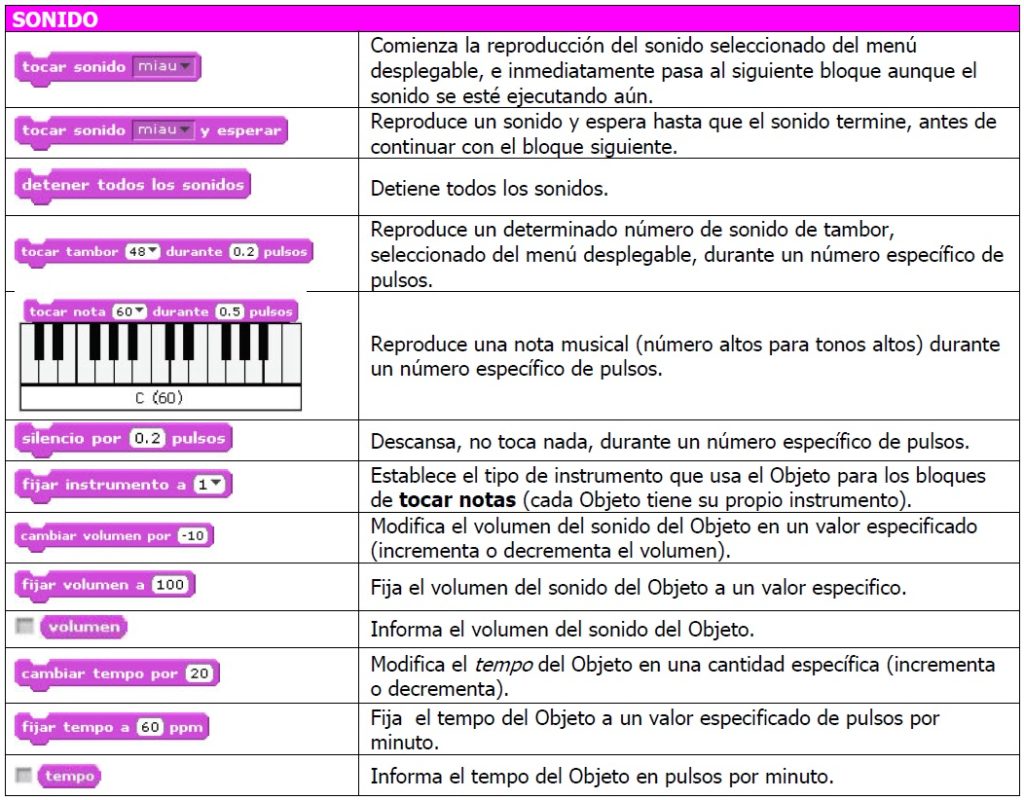 SONIDO
tocar sonido miau
Comienza la reproducción del sonido seleccionado del menú
desplegable, e inmediatamente pasa al siguiente bloque aunque el
sonido se esté ejecutando aún.
tocar sonido miau y esperar
Reproduce un sonido y espera hasta que el sonido termine, antes de
continuar con el bloque siguiente.
detener todos los sonidos
Detiene todos los sonidos.
tocar tambor 48 durante 0.2 pulsos
Reproduce un determinado número de sonido de tambor,
seleccionado del menú desplegable, durante un número específico de
pulsos.
tocar nota 60 durante 0.5 pulsos
C (60)
Reproduce una nota musical (número altos para tonos altos) durante
un número específico de pulsos.
silencio por 0.2 pulsos
Descansa, no toca nada, durante un número específico de pulsos.
fijar instrumento a 1
Establece el tipo de instrumento que usa el Objeto para los bloques
de tocar notas (cada Objeto tiene su propio instrumento).
cambiar volumen por -10
Modifica el volumen del sonido del Objeto en un valor especificado
(incrementa o decrementa el volumen).
fijar volumen a 100
Fija el volumen del sonido del Objeto a un valor especifico.
volumen
Informa el volumen del sonido del Objeto.
cambiar tempo por 20
Modifica el tempo del Objeto en una cantidad específica (incrementa
o decrementa).
fijar tempo a 60 ppm
Fija el tempo del Objeto a un valor especificado de pulsos por
minuto.
tempo
Informa el tempo del Objeto en pulsos por minuto.